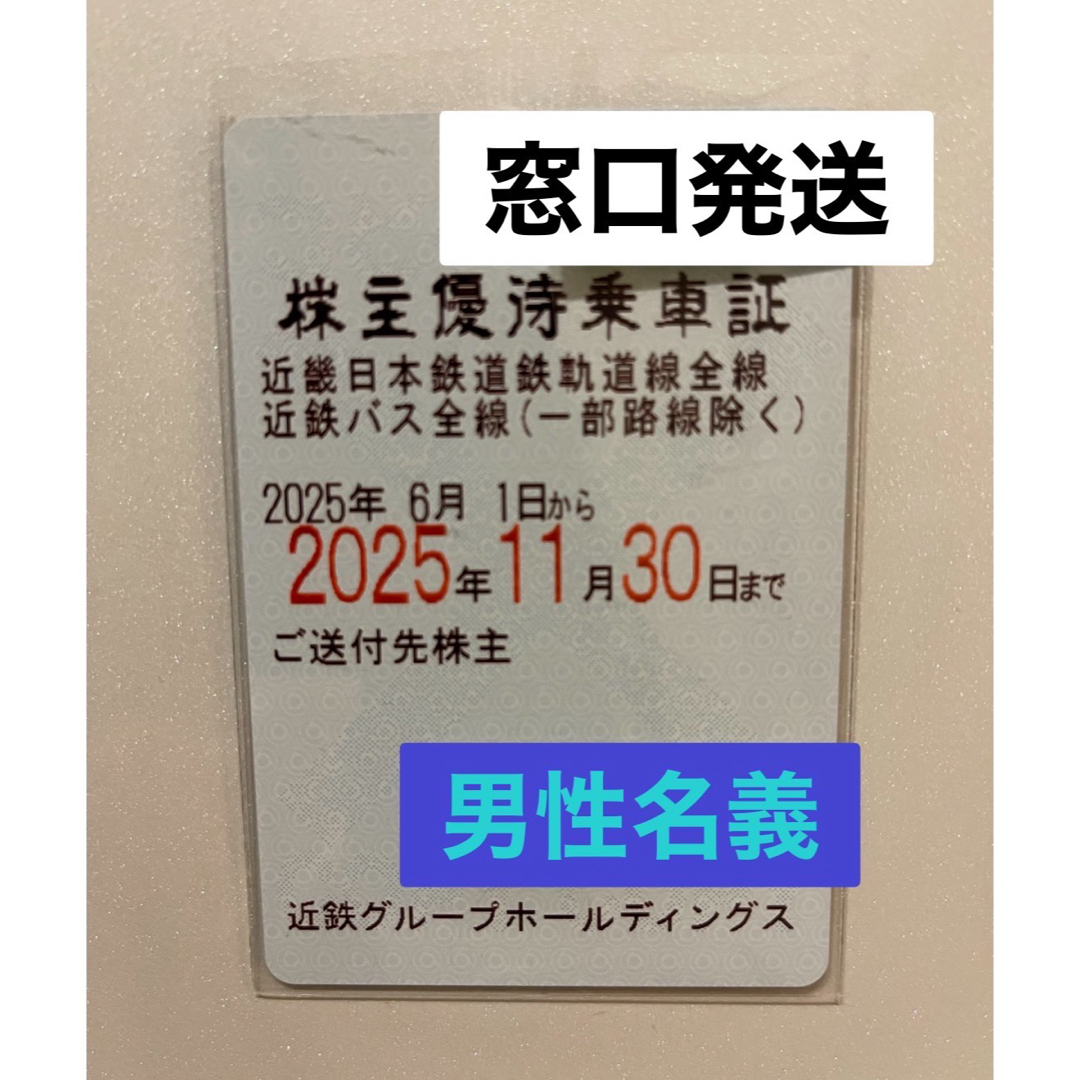 窓口発送
株主優待乗車証
近畿日本鉄道鉄軌道線全線
近鉄バス全線(一部路線除く)
2025年 6月 1日から
2025年11月30日まで
ご送付先株主
男性名義
近鉄グループホールディングス